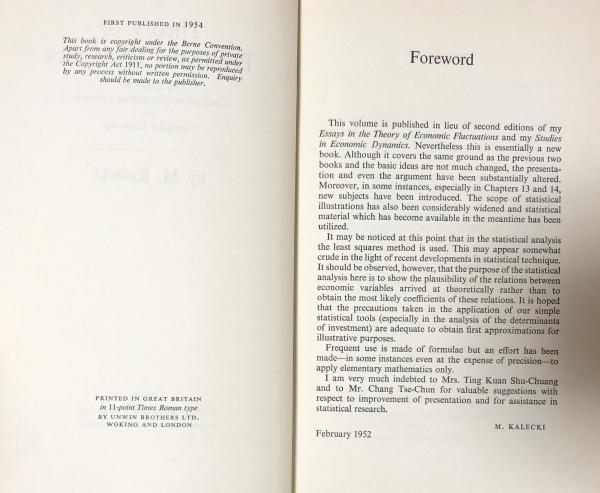 FIRST PUBLISHED IN 1954
This book is copyright under the Berne Convention.
Apart from any fair dealing for the purposes of private
study, research, criticism or review, as permitted under
the Copyright Act 1911, no portion may be reproduced
by any process without written permission. Enquiry
should be made to the publisher.
PRINTED IN GREAT BRITAIN
in 11-point Times Roman type
BY UNWIN BROTHERS LTD.
WOKING AND LONDON
Foreword
This volume is published in lieu of second editions of my
Essays in the Theory of Economic Fluctuations and my Studies
in Economic Dynamics. Nevertheless this is essentially a new
book. Although it covers the same ground as the previous two
books and the basic ideas are not much changed, the presenta-
tion and even the argument have been substantially altered.
Moreover, in some instances, especially in Chapters 13 and 14,
new subjects have been introduced. The scope of statistical
illustrations has also been considerably widened and statistical
material which has become available in the meantime has been
utilized.
It may be noticed at this point that in the statistical analysis
the least squares method is used. This may appear somewhat
crude in the light of recent developments in statistical technique.
It should be observed, however, that the purpose of the statistical
analysis here is to show the plausibility of the relations between
economic variables arrived at theoretically rather than to
obtain the most likely coefficients of these relations. It is hoped
that the precautions taken in the application of our simple
statistical tools (especially in the analysis of the determinants
of investment) are adequate to obtain first approximations for
illustrative purposes.
Frequent use is made of formulae but an effort has been
made—in some instances even at the expense of precision—to
apply elementary mathematics only.
I am very much indebted to Mrs. Ting Kuan Shu-Chuang
and to Mr. Chang Tse-Chun for valuable suggestions with
respect to improvement of presentation and for assistance in
statistical research.
M. KALECKI
February 1952